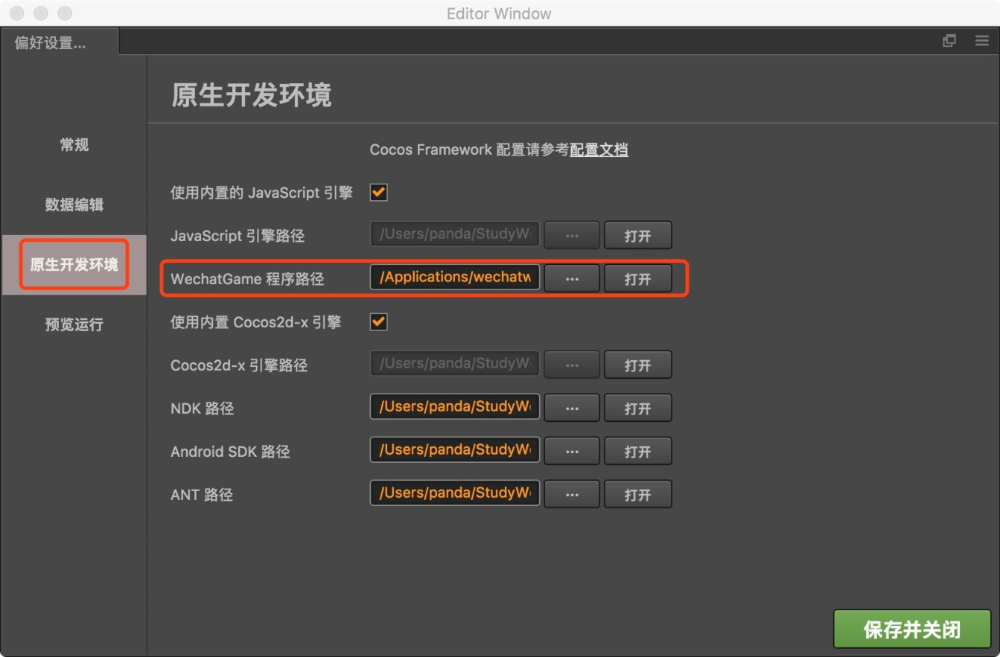 Editor Window
偏好设置...
原生开发环境
常规
数据编辑
原生开发环境
预览运行
Cocos Framework 配置请参考配置文档
使用内置的 JavaScript 引擎
JavaScript 引擎路径 /Users/panda/StudyW ... 打开
WechatGame 程序路径 /Applications/wechatw ... 打开
使用内置 Cocos2d-x 引擎
Cocos2d-x 引擎路径 /Users/panda/StudyW ... 打开
NDK 路径 /Users/panda/StudyW ... 打开
Android SDK 路径 /Users/panda/StudyW ... 打开
ANT 路径 /Users/panda/StudyW ... 打开
保存并关闭